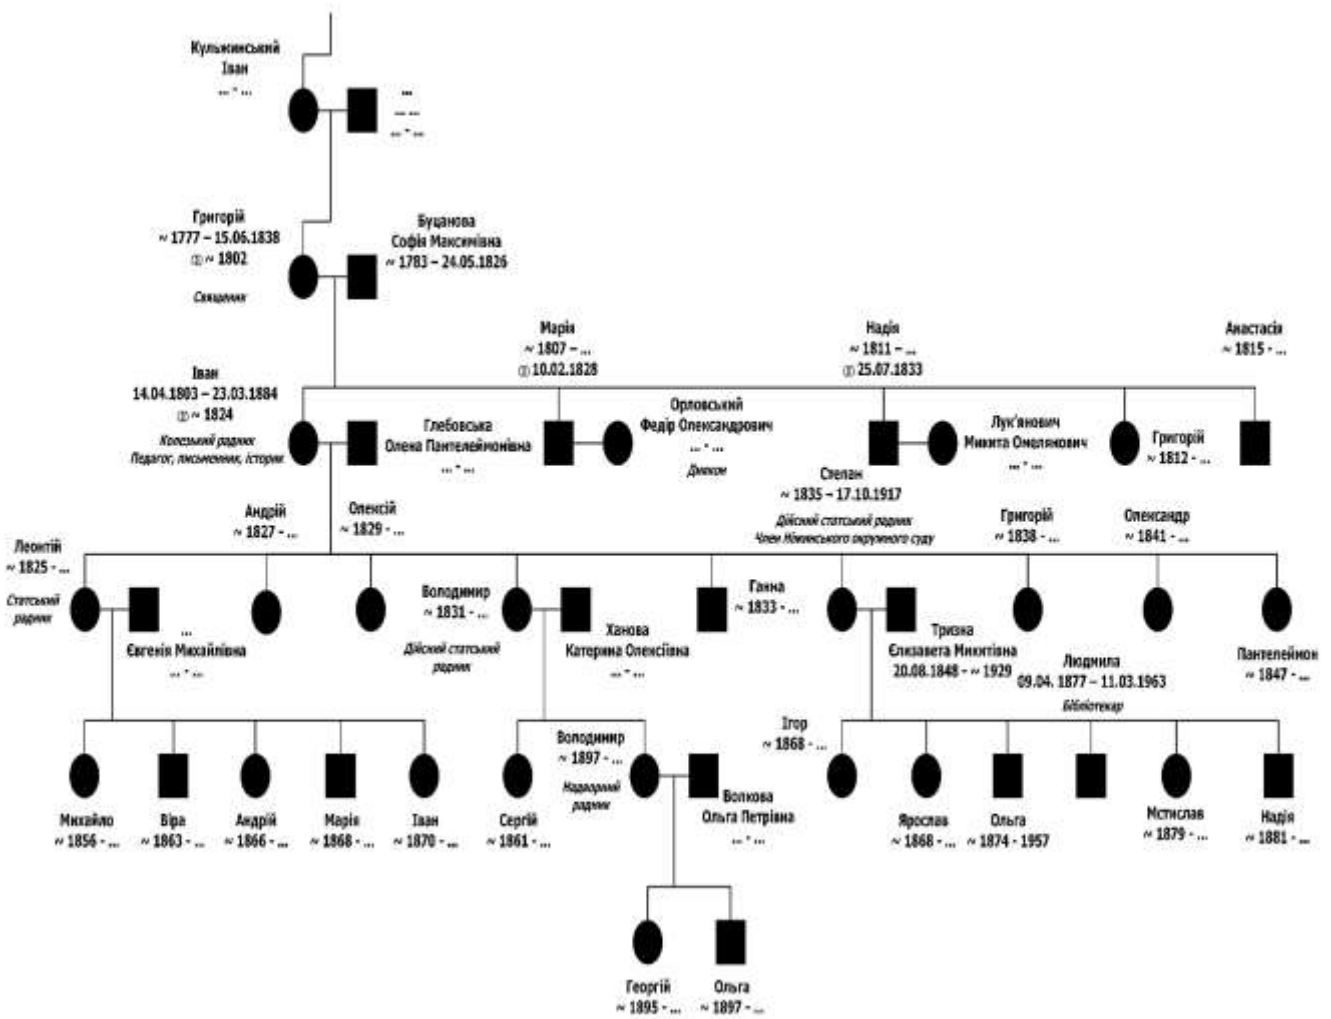 Кульжинський
Іван
... - ...
...
... ...
... - ...
Григорій
~ 1777 – 15.06.1838
⚭ ~ 1802
Священик
Буцанова
Софія Максимівна
~ 1783 – 24.05.1826
Марія
~ 1807 – ...
⚭ 10.02.1828
Надія
~ 1811 – ...
⚭ 25.07.1833
Анастасія
~ 1815 - ...
Іван
14.04.1803 – 23.03.1884
⚭ ~ 1824
Колезький радник
Педагог, письменник, історик
Глебовська
Олена Пантелеймонівна
... - ...
Орловський
Федір Олександрович
... - ...
Диякон
Лук'янович
Микита Омелянович
... - ...
Григорій
~ 1812 - ...
Леонтій
~ 1825 - ...
Статський
радник
Андрій
~ 1827 - ...
Олексій
~ 1829 - ...
Степан
~ 1835 – 17.10.1917
Дійсний статський радник
Член Ніжинського окружного суду
Григорій
~ 1838 - ...
Олександр
~ 1841 - ...
...
Євгенія Михайлівна
... - ...
Володимир
~ 1831 - ...
Дійсний статський
радник
Ханова
Катерина Олексіївна
... - ...
Ганна
~ 1833 - ...
Тризна
Єлизавета Микитівна
20.08.1848 - ~ 1929
Людмила
09.04. 1877 – 11.03.1963
Бібліотекар
Пантелеймон
~ 1847 - ...
Михайло
~ 1856 - ...
Віра
~ 1863 - ...
Андрій
~ 1866 - ...
Марія
~ 1868 - ...
Іван
~ 1870 - ...
Сергій
~ 1861 - ...
Володимир
~ 1897 - ...
Надворний
радник
Волкова
Ольга Петрівна
... - ...
Ігор
~ 1868 - ...
Ярослав
~ 1868 - ...
Ольга
~ 1874 - 1957
Мстислав
~ 1879 - ...
Надія
~ 1881 - ...
Георгій
~ 1895 - ...
Ольга
~ 1897 - ...